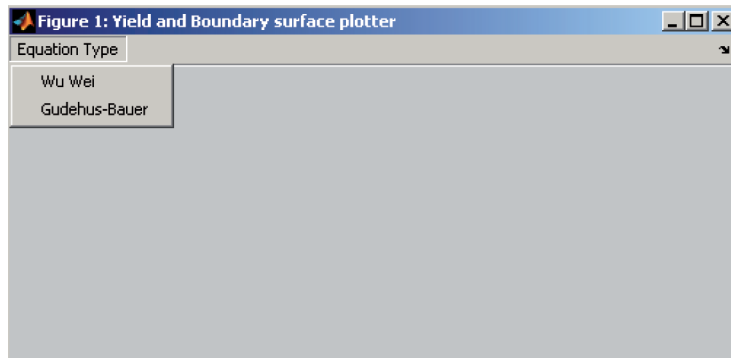 Figure 1: Yield and Boundary surface plotter
Equation Type
Wu Wei
Gudehus-Bauer